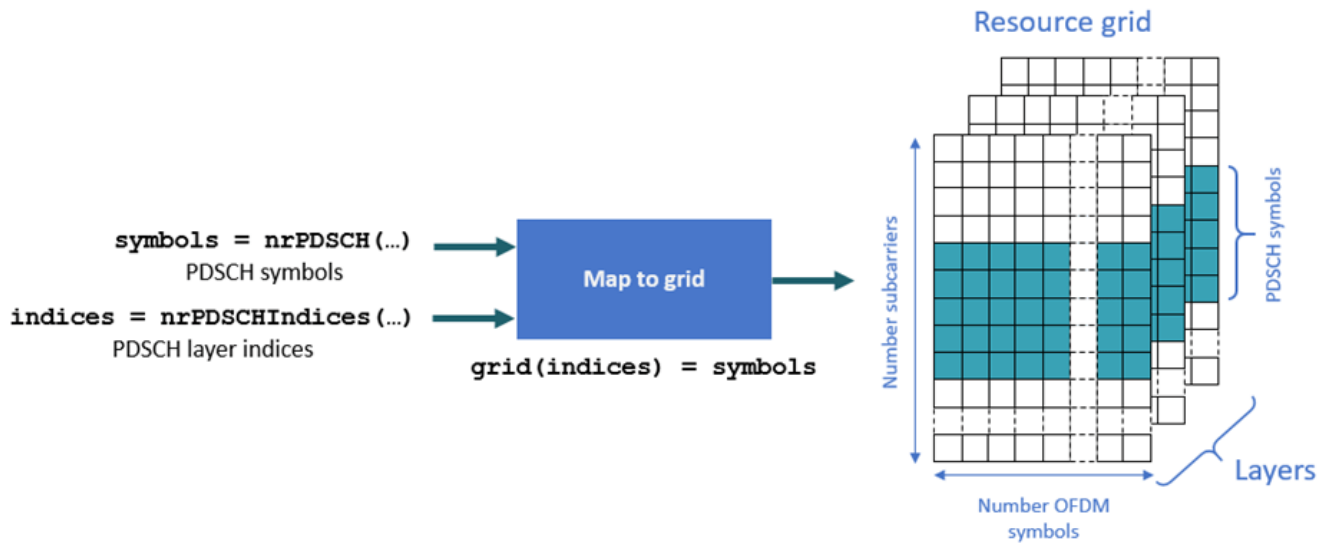 Resource grid
symbols = nrPDSCH(…)
PDSCH symbols
indices = nrPDSCHIndices(…)
PDSCH layer indices
Map to grid
grid(indices) = symbols
Number subcarriers
PDSCH symbols
Layers
Number OFDM
symbols